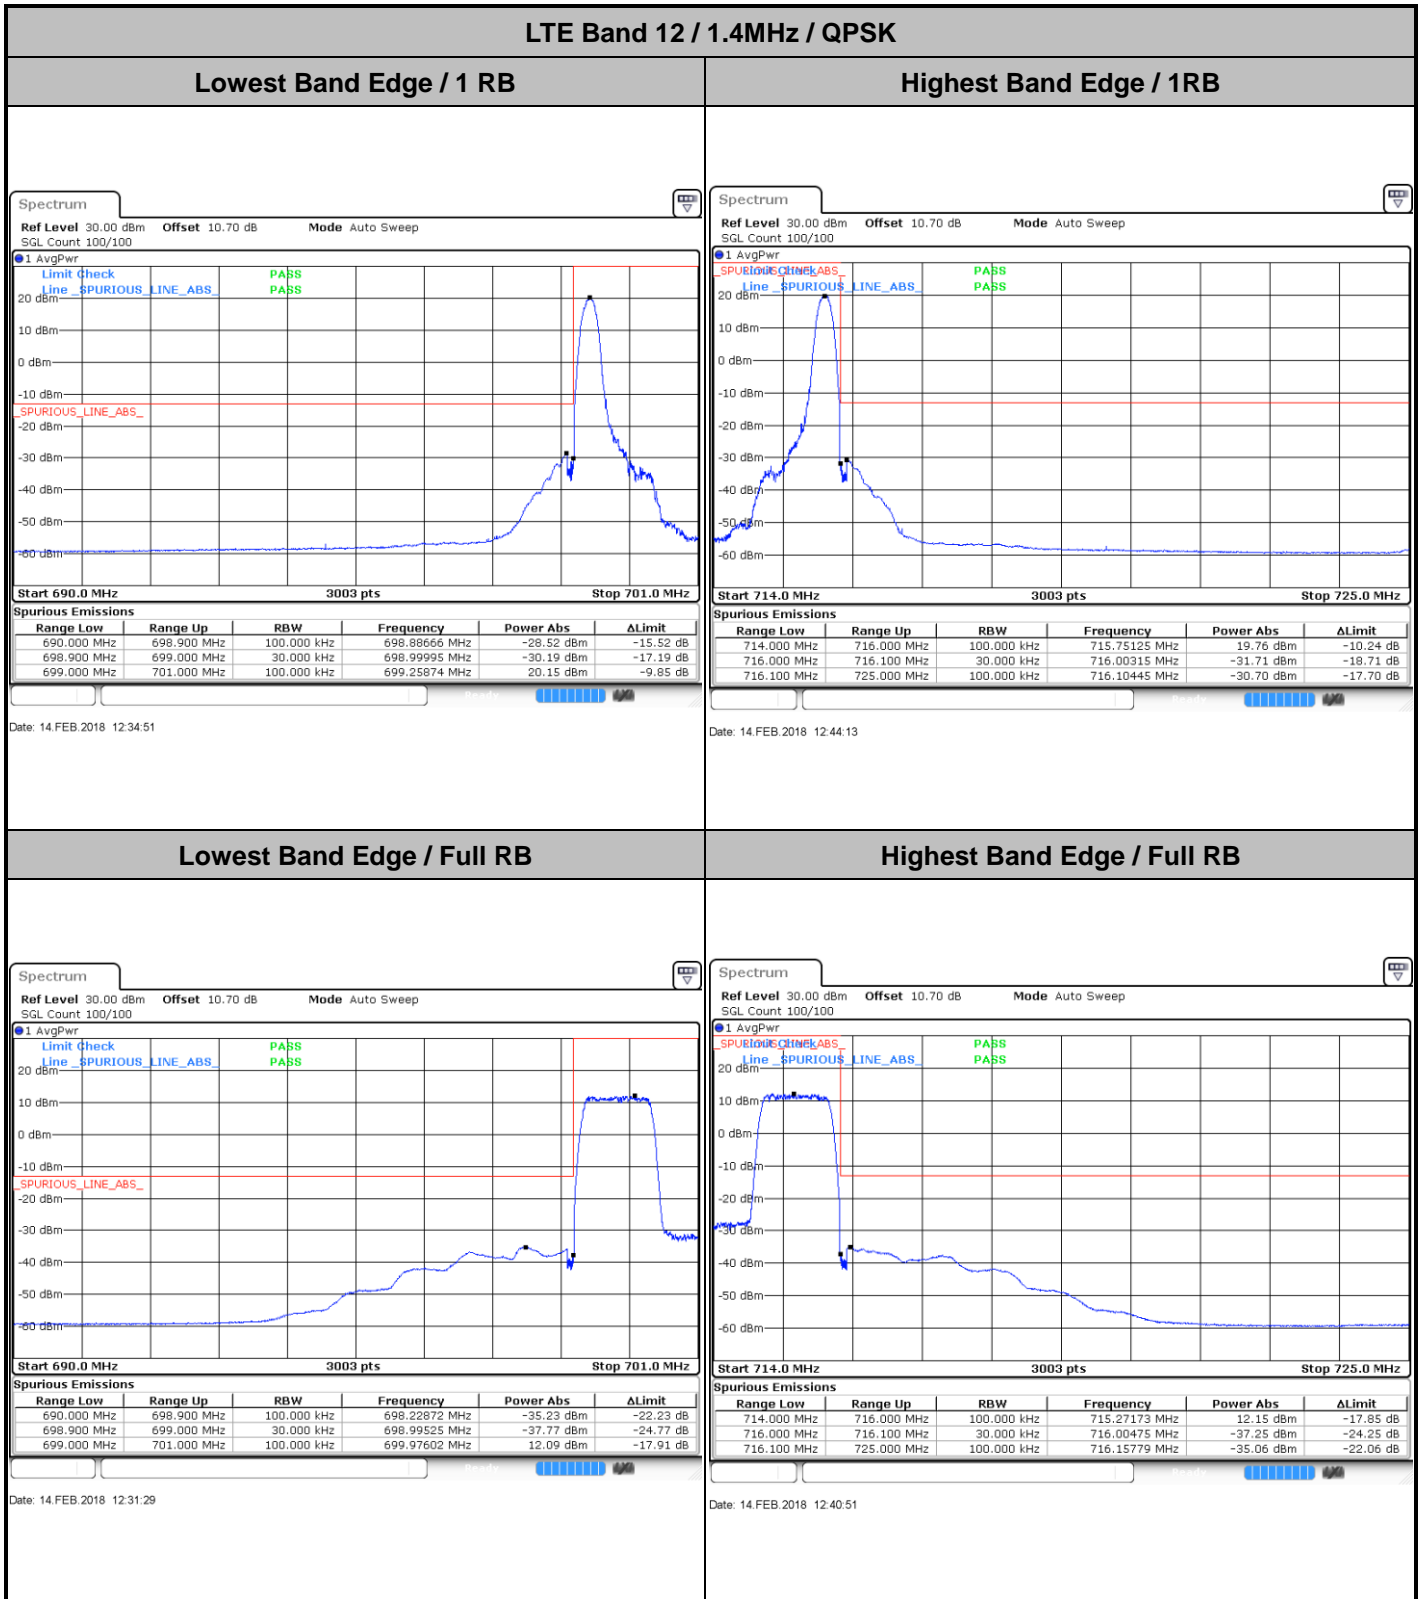 LTE Band 12 / 1.4MHz / QPSK
Lowest Band Edge / 1 RB
Highest Band Edge / 1RB
Spectrum
Ref Level 30.00 dBm Offset 10.70 dB Mode Auto Sweep
SGL Count 100/100
1 AvgPwr
Limit Check PASS
Line _SPURIOUS_LINE_ABS_ PASS
20 dBm
10 dBm
0 dBm
-10 dBm
_SPURIOUS_LINE_ABS_
-20 dBm
-30 dBm
-40 dBm
-50 dBm
-60 dBm
Start 690.0 MHz 3003 pts Stop 701.0 MHz
Spurious Emissions
Range Low Range Up RBW Frequency Power Abs ΔLimit
690.000 MHz 698.900 MHz 100.000 kHz 698.88666 MHz -28.52 dBm -15.52 dB
698.900 MHz 699.000 MHz 30.000 kHz 698.99995 MHz -30.19 dBm -17.19 dB
699.000 MHz 701.000 MHz 100.000 kHz 699.25874 MHz 20.15 dBm -9.85 dB
Ready
Date: 14.FEB.2018 12:34:51
Spectrum
Ref Level 30.00 dBm Offset 10.70 dB Mode Auto Sweep
SGL Count 100/100
1 AvgPwr
_SPURIOUS_LINE_ABS_
Limit Check PASS
Line _SPURIOUS_LINE_ABS_ PASS
20 dBm
10 dBm
0 dBm
-10 dBm
-20 dBm
-30 dBm
-40 dBm
-50 dBm
-60 dBm
Start 714.0 MHz 3003 pts Stop 725.0 MHz
Spurious Emissions
Range Low Range Up RBW Frequency Power Abs ΔLimit
714.000 MHz 716.000 MHz 100.000 kHz 715.75125 MHz 19.76 dBm -10.24 dB
716.000 MHz 716.100 MHz 30.000 kHz 716.00315 MHz -31.71 dBm -18.71 dB
716.100 MHz 725.000 MHz 100.000 kHz 716.10445 MHz -30.70 dBm -17.70 dB
Ready
Date: 14.FEB.2018 12:44:13
Lowest Band Edge / Full RB
Highest Band Edge / Full RB
Spectrum
Ref Level 30.00 dBm Offset 10.70 dB Mode Auto Sweep
SGL Count 100/100
1 AvgPwr
Limit Check PASS
Line _SPURIOUS_LINE_ABS_ PASS
20 dBm
10 dBm
0 dBm
-10 dBm
_SPURIOUS_LINE_ABS_
-20 dBm
-30 dBm
-40 dBm
-50 dBm
-60 dBm
Start 690.0 MHz 3003 pts Stop 701.0 MHz
Spurious Emissions
Range Low Range Up RBW Frequency Power Abs ΔLimit
690.000 MHz 698.900 MHz 100.000 kHz 698.22872 MHz -35.23 dBm -22.23 dB
698.900 MHz 699.000 MHz 30.000 kHz 698.99525 MHz -37.77 dBm -24.77 dB
699.000 MHz 701.000 MHz 100.000 kHz 699.97602 MHz 12.09 dBm -17.91 dB
Ready
Date: 14.FEB.2018 12:31:29
Spectrum
Ref Level 30.00 dBm Offset 10.70 dB Mode Auto Sweep
SGL Count 100/100
1 AvgPwr
_SPURIOUS_LINE_ABS_
Limit Check PASS
Line _SPURIOUS_LINE_ABS_ PASS
20 dBm
10 dBm
0 dBm
-10 dBm
-20 dBm
-30 dBm
-40 dBm
-50 dBm
-60 dBm
Start 714.0 MHz 3003 pts Stop 725.0 MHz
Spurious Emissions
Range Low Range Up RBW Frequency Power Abs ΔLimit
714.000 MHz 716.000 MHz 100.000 kHz 715.27173 MHz 12.15 dBm -17.85 dB
716.000 MHz 716.100 MHz 30.000 kHz 716.00475 MHz -37.25 dBm -24.25 dB
716.100 MHz 725.000 MHz 100.000 kHz 716.15779 MHz -35.06 dBm -22.06 dB
Ready
Date: 14.FEB.2018 12:40:51